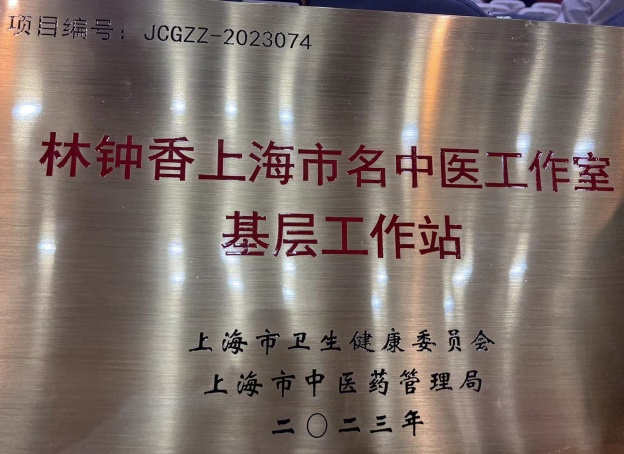 项目编号：JCGZZ-2023074
林钟香上海市名中医工作室
基层工作站
上海市卫生健康委员会
上海市中医药管理局
二〇二三年